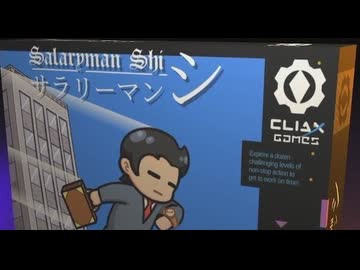 Salaryman Shi
サラリーマン シ
CLIAX
GAMES
Explore a dozen
challenging levels of
non-stop action to
get to work on time!